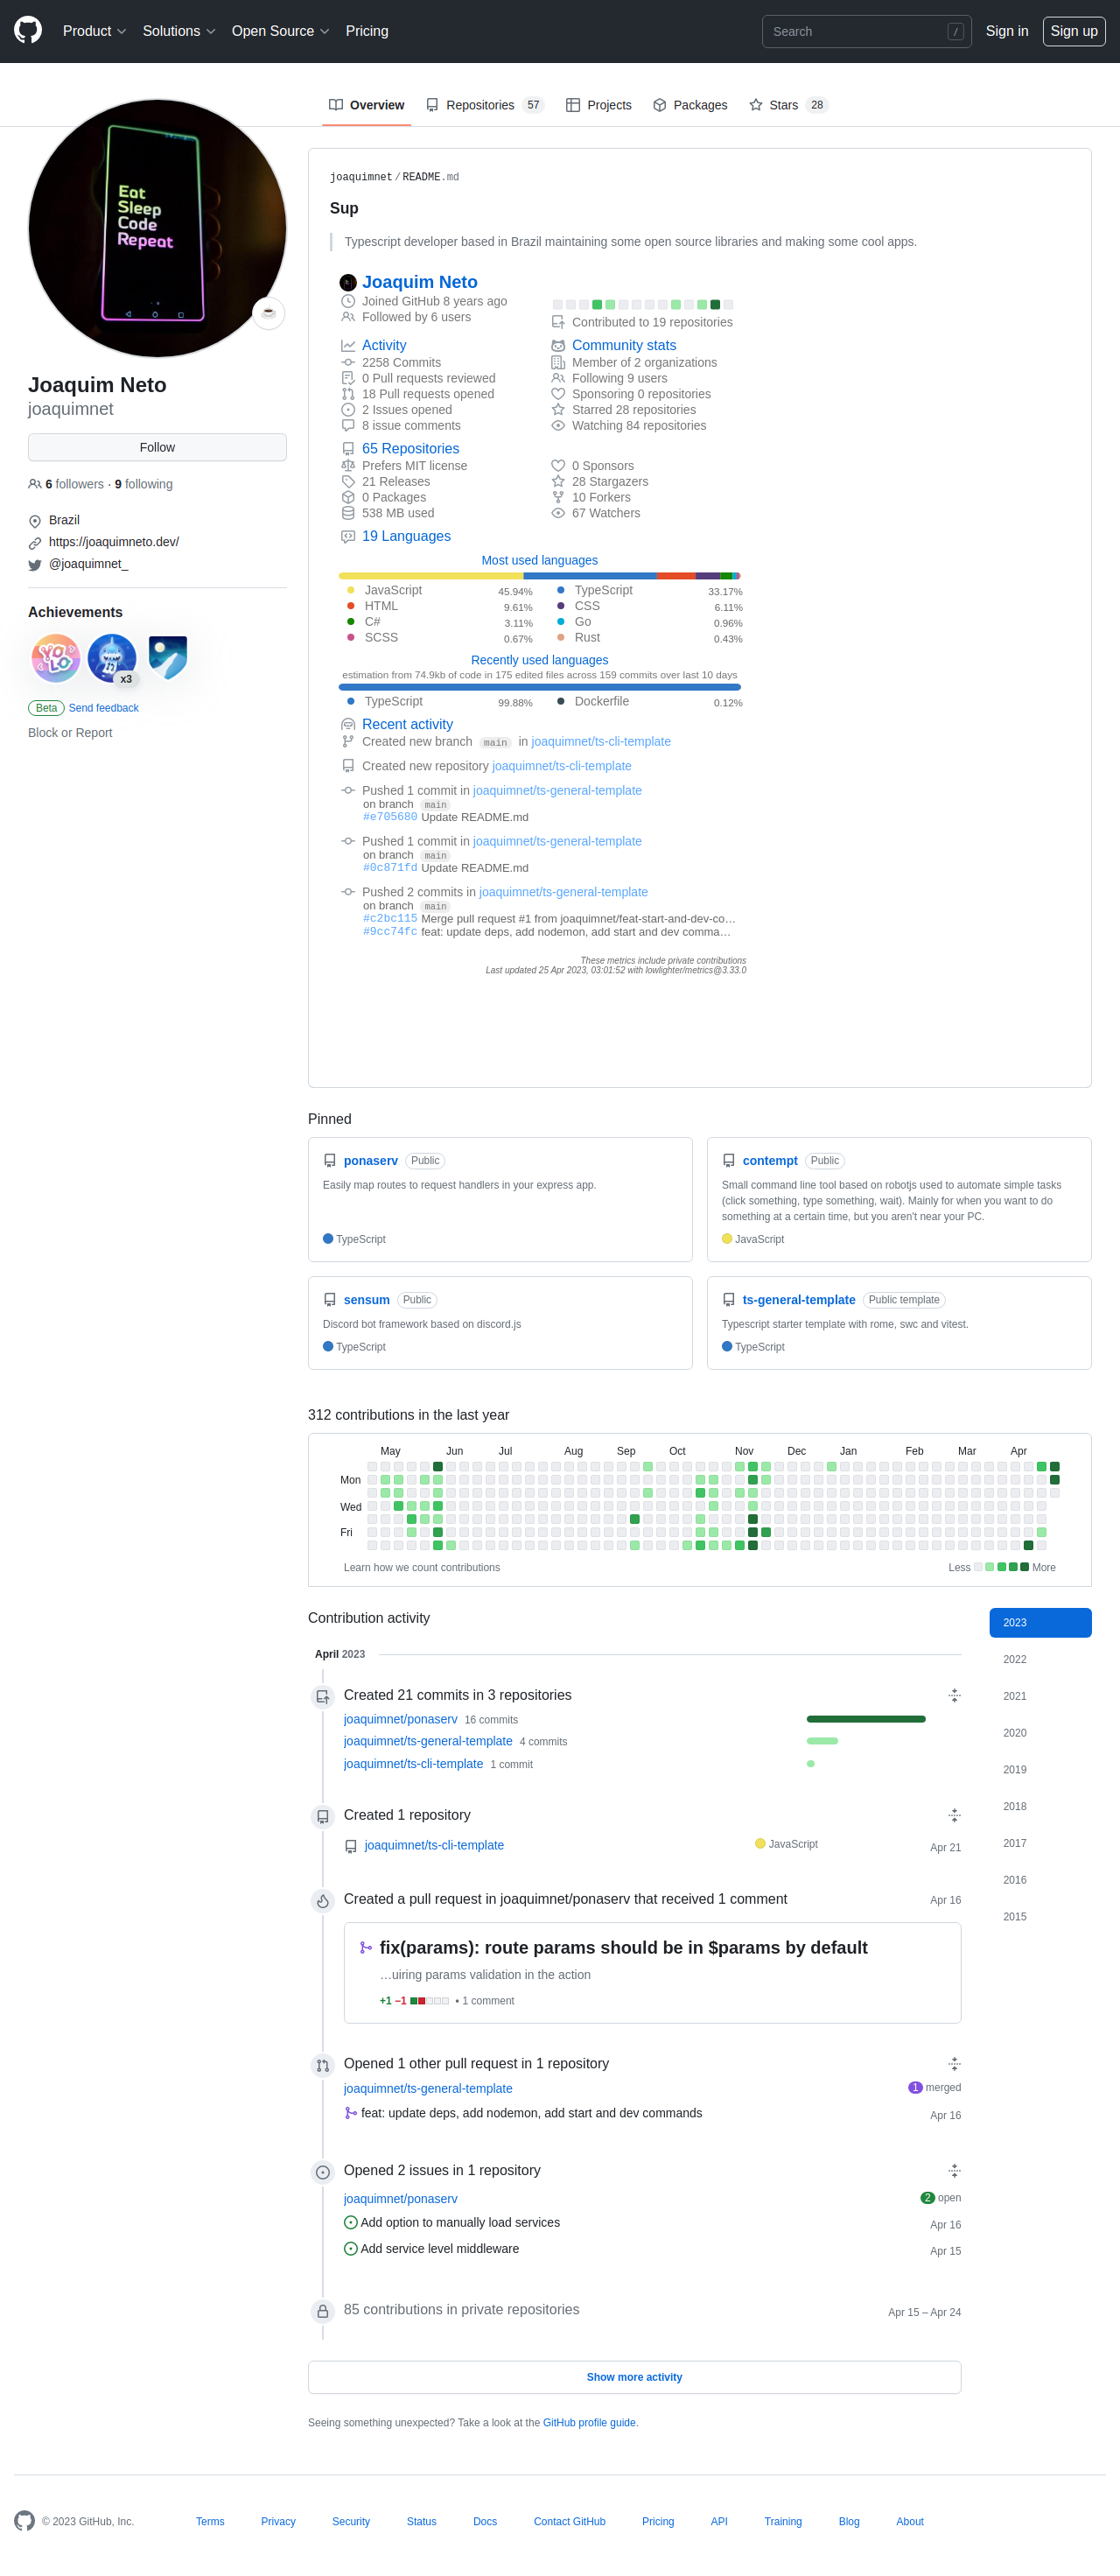 Product Solutions Open Source Pricing Search / Sign in Sign up
Overview Repositories 57 Projects Packages Stars 28
Eat
Sleep
Code
Repeat
Joaquim Neto
joaquimnet
Follow
6 followers · 9 following
Brazil
https://joaquimneto.dev/
@joaquimnet_
Achievements
YOLO
x3
Beta Send feedback
Block or Report
joaquimnet/README.md
Sup
Typescript developer based in Brazil maintaining some open source libraries and making some cool apps.
Joaquim Neto
Joined GitHub 8 years ago
Followed by 6 users
Contributed to 19 repositories
Activity
2258 Commits
0 Pull requests reviewed
18 Pull requests opened
2 Issues opened
8 issue comments
Community stats
Member of 2 organizations
Following 9 users
Sponsoring 0 repositories
Starred 28 repositories
Watching 84 repositories
65 Repositories
Prefers MIT license
21 Releases
0 Packages
538 MB used
0 Sponsors
28 Stargazers
10 Forkers
67 Watchers
19 Languages
Most used languages
JavaScript 45.94% TypeScript 33.17%
HTML 9.61% CSS 6.11%
C# 3.11% Go 0.96%
SCSS 0.67% Rust 0.43%
Recently used languages
estimation from 74.9kb of code in 175 edited files across 159 commits over last 10 days
TypeScript 99.88% Dockerfile 0.12%
Recent activity
Created new branch main in joaquimnet/ts-cli-template
Created new repository joaquimnet/ts-cli-template
Pushed 1 commit in joaquimnet/ts-general-template
on branch main
#e705680 Update README.md
Pushed 1 commit in joaquimnet/ts-general-template
on branch main
#0c871fd Update README.md
Pushed 2 commits in joaquimnet/ts-general-template
on branch main
#c2bc115 Merge pull request #1 from joaquimnet/feat-start-and-dev-co…
#9cc74fc feat: update deps, add nodemon, add start and dev comma…
These metrics include private contributions
Last updated 25 Apr 2023, 03:01:52 with lowlighter/metrics@3.33.0
Pinned
ponaserv Public
Easily map routes to request handlers in your express app.
TypeScript
contempt Public
Small command line tool based on robotjs used to automate simple tasks
(click something, type something, wait). Mainly for when you want to do
something at a certain time, but you aren't near your PC.
JavaScript
sensum Public
Discord bot framework based on discord.js
TypeScript
ts-general-template Public template
Typescript starter template with rome, swc and vitest.
TypeScript
312 contributions in the last year
May Jun Jul Aug Sep Oct Nov Dec Jan Feb Mar Apr
Mon
Wed
Fri
Learn how we count contributions Less More
Contribution activity
2023
2022
2021
2020
2019
2018
2017
2016
2015
April 2023
Created 21 commits in 3 repositories
joaquimnet/ponaserv 16 commits
joaquimnet/ts-general-template 4 commits
joaquimnet/ts-cli-template 1 commit
Created 1 repository
joaquimnet/ts-cli-template JavaScript Apr 21
Created a pull request in joaquimnet/ponaserv that received 1 comment Apr 16
fix(params): route params should be in $params by default
…uiring params validation in the action
+1 −1 • 1 comment
Opened 1 other pull request in 1 repository
joaquimnet/ts-general-template 1 merged
feat: update deps, add nodemon, add start and dev commands Apr 16
Opened 2 issues in 1 repository
joaquimnet/ponaserv 2 open
Add option to manually load services Apr 16
Add service level middleware Apr 15
85 contributions in private repositories Apr 15 – Apr 24
Show more activity
Seeing something unexpected? Take a look at the GitHub profile guide.
© 2023 GitHub, Inc. Terms Privacy Security Status Docs Contact GitHub Pricing API Training Blog About